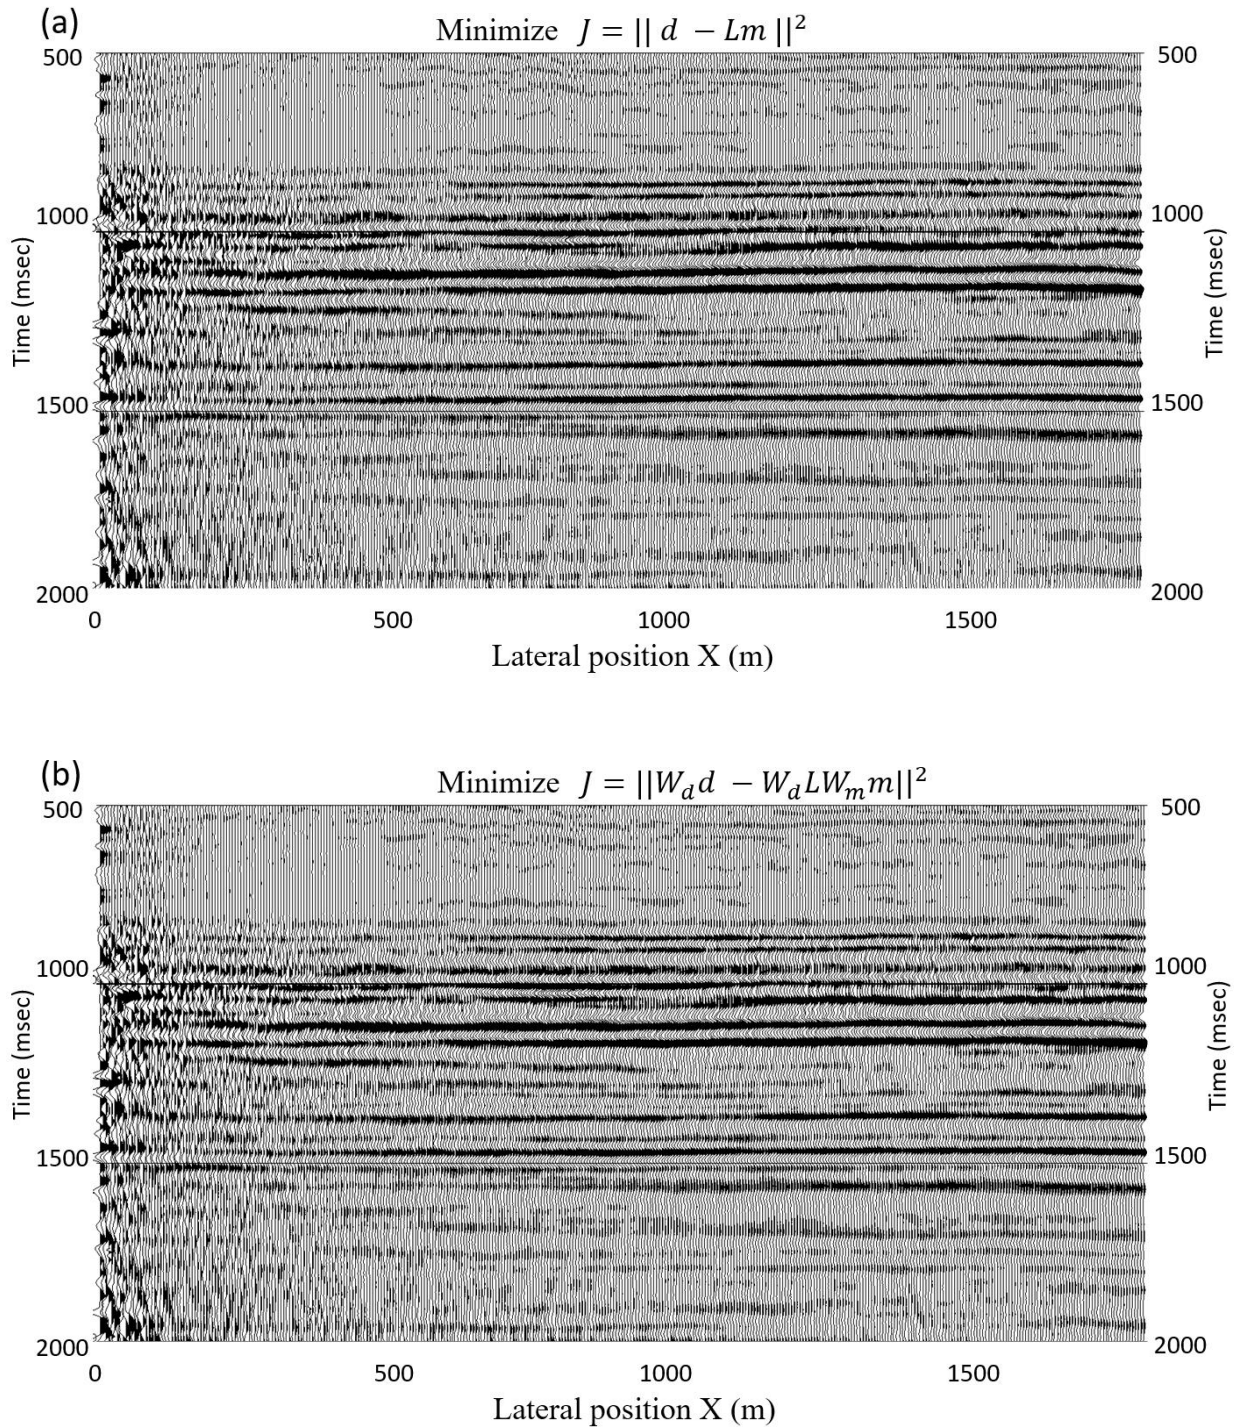 (a)
Minimize J = || d − Lm ||²
500 500
1000 1000
Time (msec) Time (msec)
1500 1500
2000 2000
0 500 1000 1500
Lateral position X (m)
(b)
Minimize J = ||W_d d − W_d LW_m m||²
500 500
1000 1000
Time (msec) Time (msec)
1500 1500
2000 2000
0 500 1000 1500
Lateral position X (m)